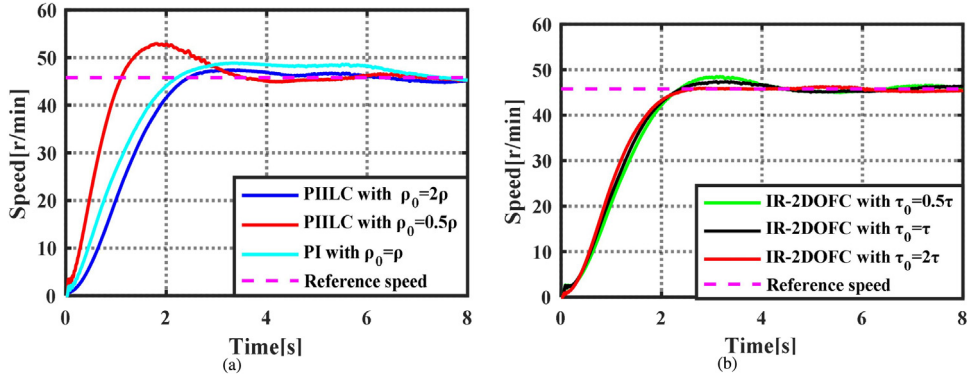 60
50
40
30
20
10
0
Speed[r/min]
PIILC with ρ0=2ρ
PIILC with ρ0=0.5ρ
PI with ρ0=ρ
Reference speed
0 2 4 6 8
Time[s]
(a)
60
50
40
30
20
10
0
Speed[r/min]
IR-2DOFC with τ0=0.5τ
IR-2DOFC with τ0=τ
IR-2DOFC with τ0=2τ
Reference speed
0 2 4 6 8
Time[s]
(b)